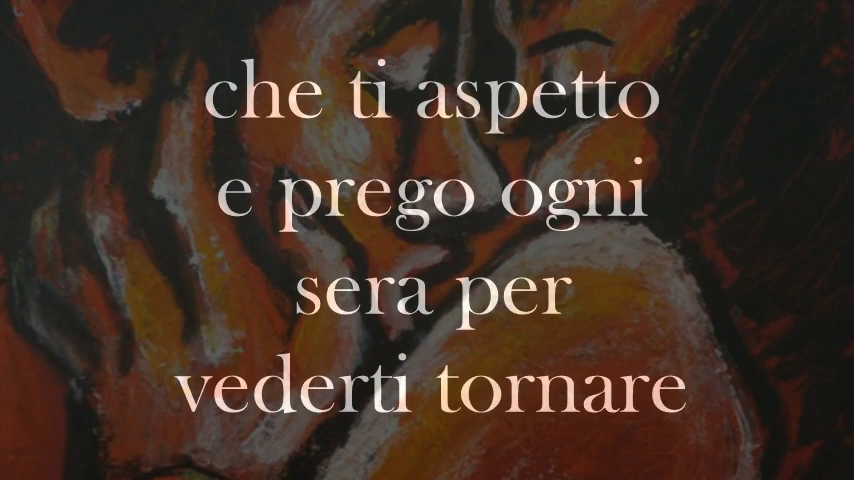 che ti aspetto
e prego ogni
sera per
vederti tornare